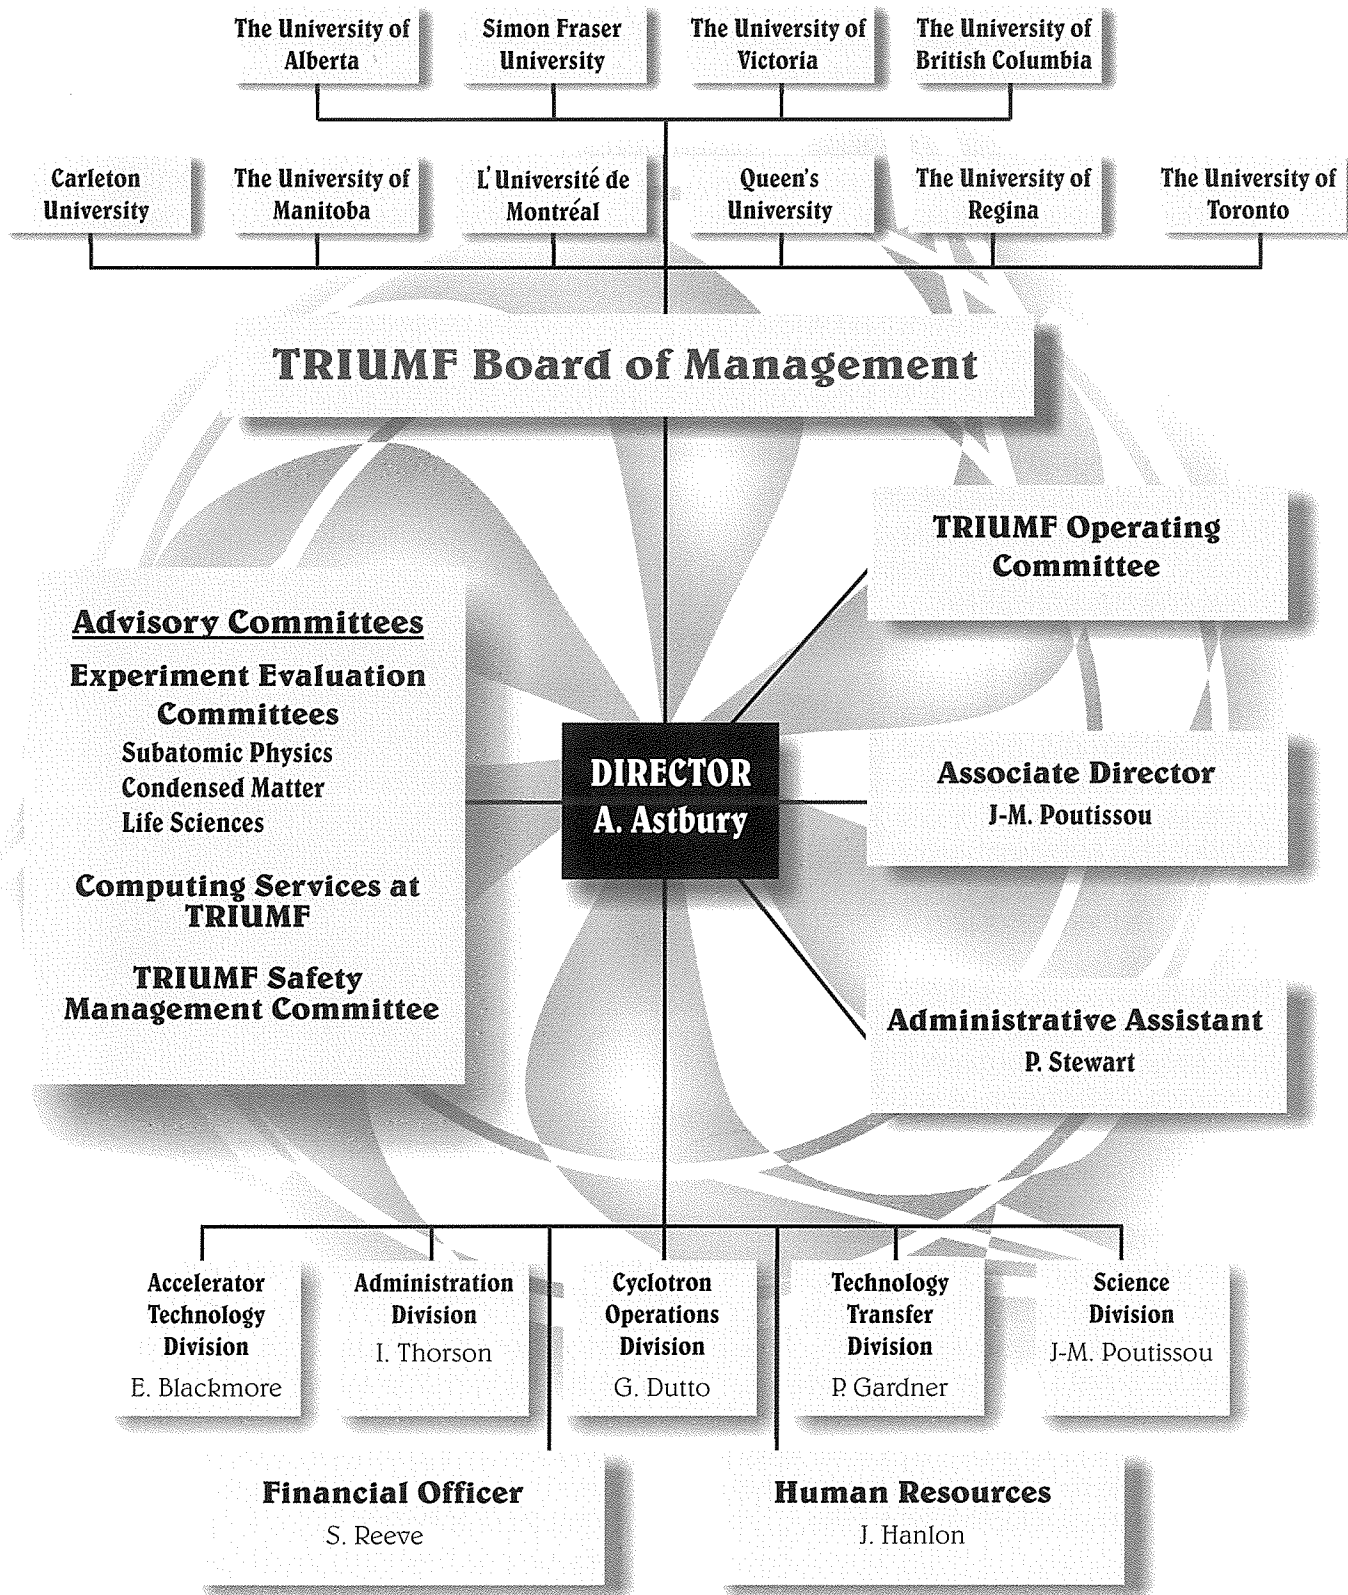 The University of
Alberta
Simon Fraser
University
The University of
Victoria
The University of
British Columbia
Carleton
University
The University of
Manitoba
L'Université de
Montréal
Queen's
University
The University of
Regina
The University of
Toronto
TRIUMF Board of Management
TRIUMF Operating
Committee
Advisory Committees
Experiment Evaluation
Committees
Subatomic Physics
Condensed Matter
Life Sciences
Computing Services at
TRIUMF
TRIUMF Safety
Management Committee
DIRECTOR
A. Astbury
Associate Director
J-M. Poutissou
Administrative Assistant
P. Stewart
Accelerator
Technology
Division
E. Blackmore
Administration
Division
I. Thorson
Cyclotron
Operations
Division
G. Dutto
Technology
Transfer
Division
P. Gardner
Science
Division
J-M. Poutissou
Financial Officer
S. Reeve
Human Resources
J. Hanlon